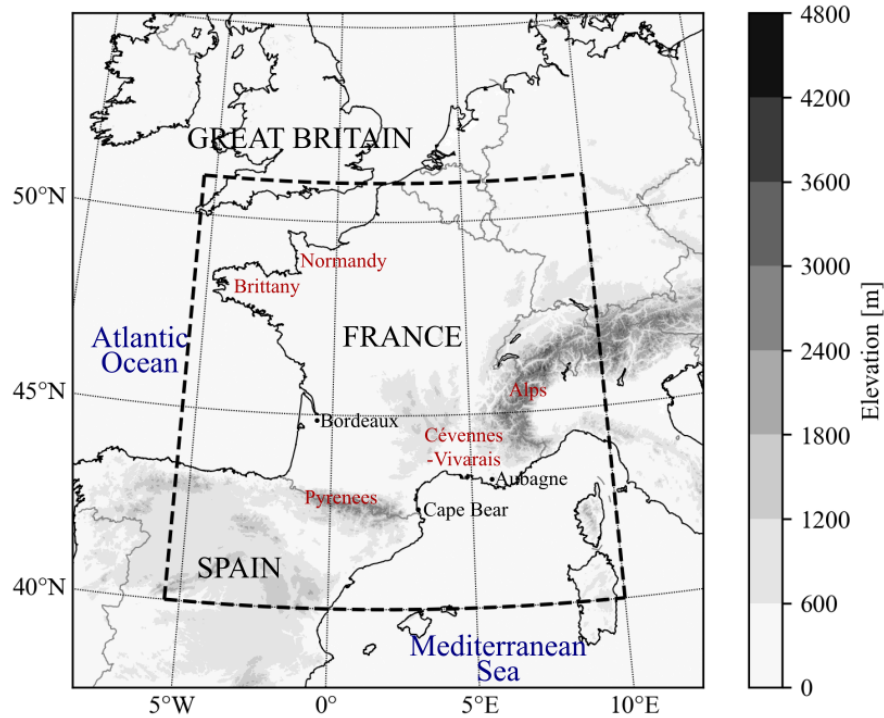 GREAT BRITAIN
50°N
Normandy
Brittany
Atlantic
Ocean
FRANCE
Alps
45°N
Bordeaux
Cévennes
-Vivarais
Aubagne
Pyrenees
Cape Bear
SPAIN
40°N
Mediterranean
Sea
5°W
0°
5°E
10°E
4800
4200
3600
3000
2400
1800
1200
600
0
Elevation [m]